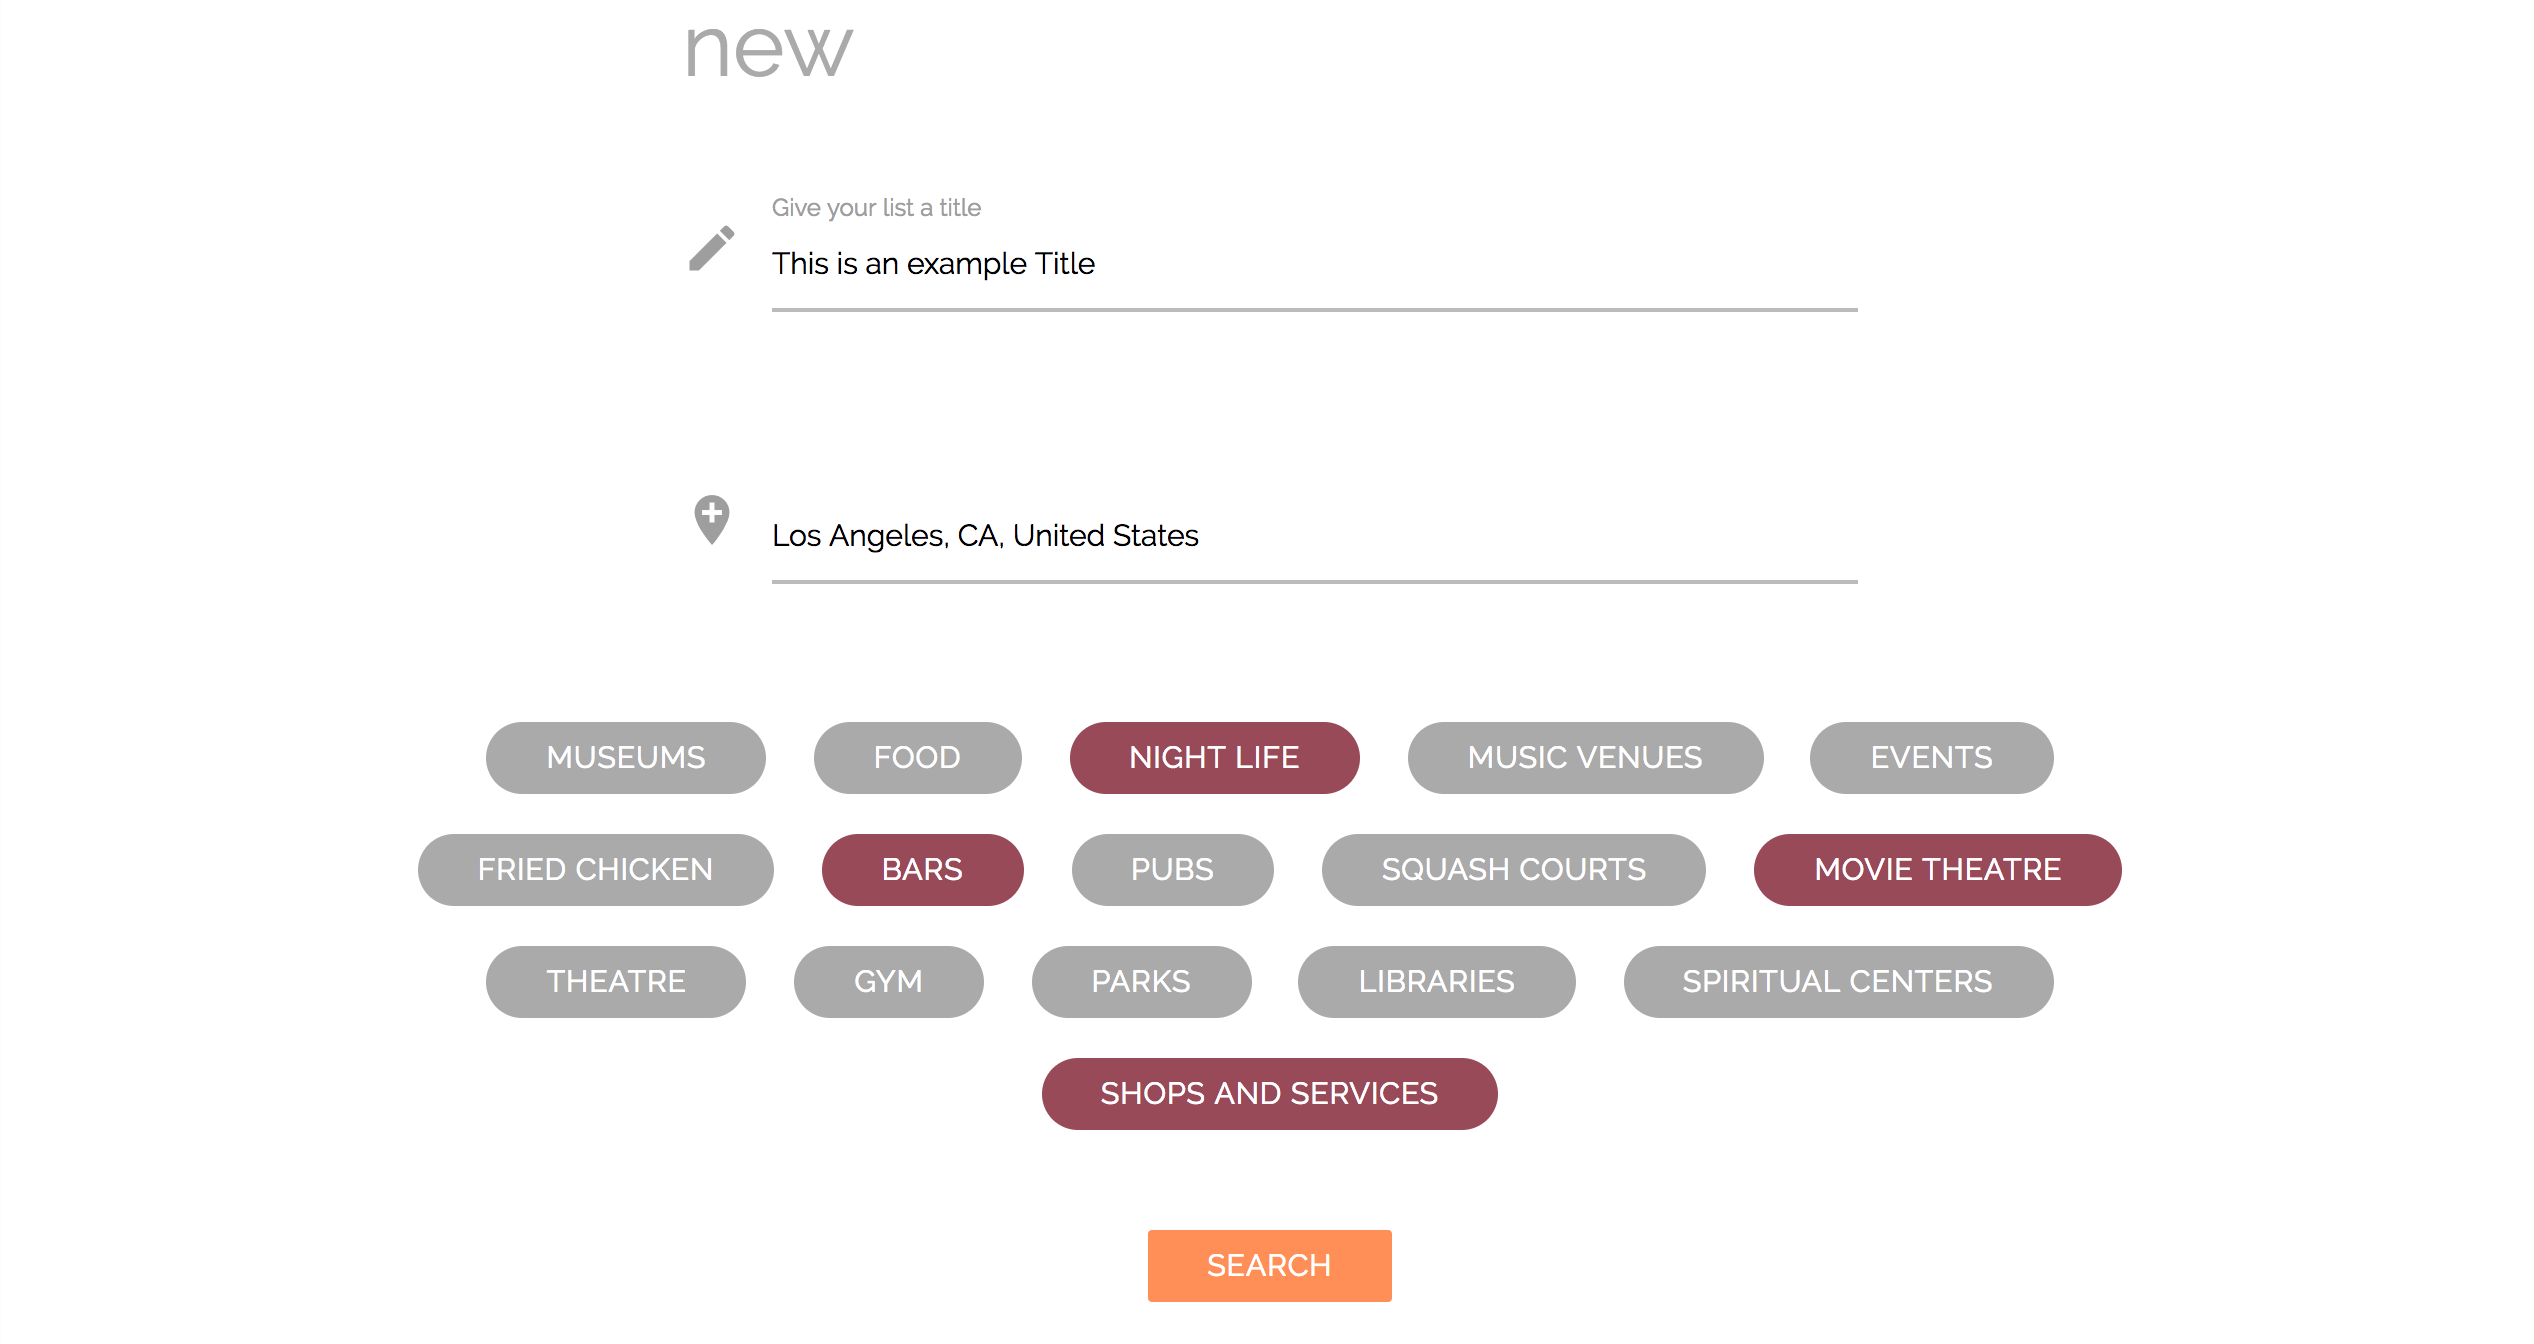 new
Give your list a title
This is an example Title
Los Angeles, CA, United States
MUSEUMS FOOD NIGHT LIFE MUSIC VENUES EVENTS
FRIED CHICKEN BARS PUBS SQUASH COURTS MOVIE THEATRE
THEATRE GYM PARKS LIBRARIES SPIRITUAL CENTERS
SHOPS AND SERVICES
SEARCH